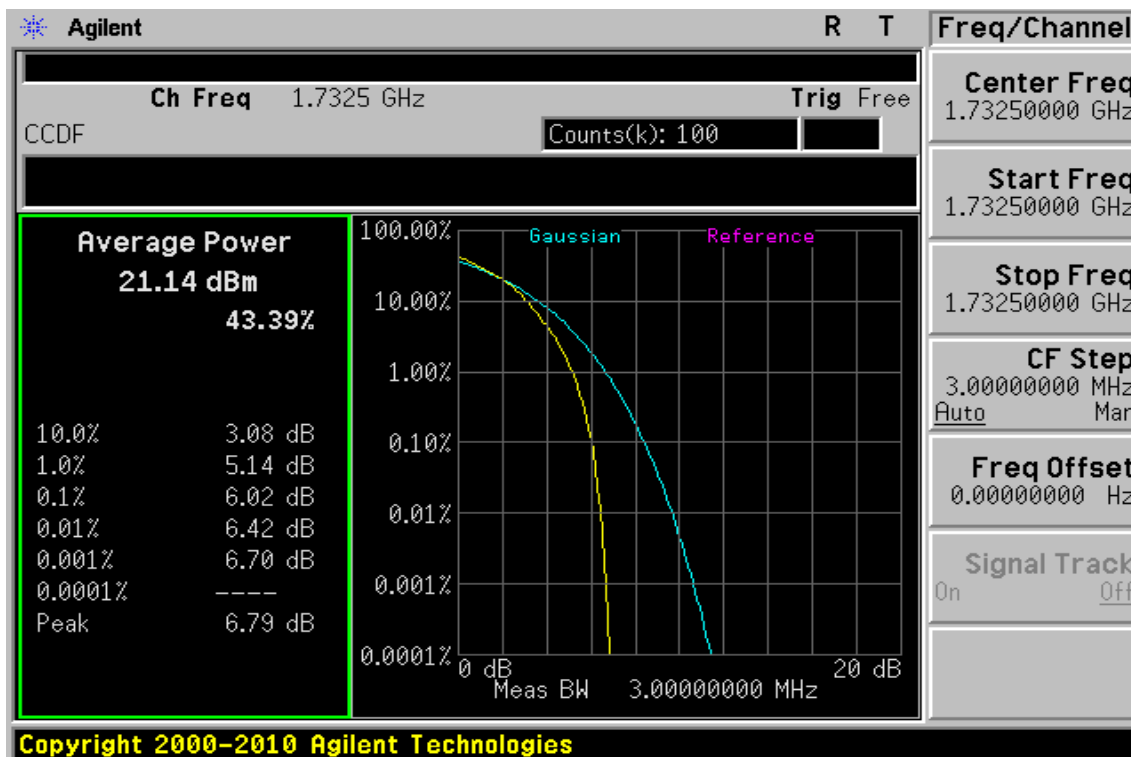 Agilent R T
Ch Freq 1.7325 GHz Trig Free
CCDF Counts(k): 100
Average Power
21.14 dBm
43.39%
10.0% 3.08 dB
1.0% 5.14 dB
0.1% 6.02 dB
0.01% 6.42 dB
0.001% 6.70 dB
0.0001% ----
Peak 6.79 dB
Gaussian Reference
100.00%
10.00%
1.00%
0.10%
0.01%
0.001%
0.0001%
0 dB 20 dB
Meas BW 3.00000000 MHz
Freq/Channel
Center Freq
1.73250000 GHz
Start Freq
1.73250000 GHz
Stop Freq
1.73250000 GHz
CF Step
3.00000000 MHz
Auto Man
Freq Offset
0.00000000 Hz
Signal Track
On Off
Copyright 2000-2010 Agilent Technologies